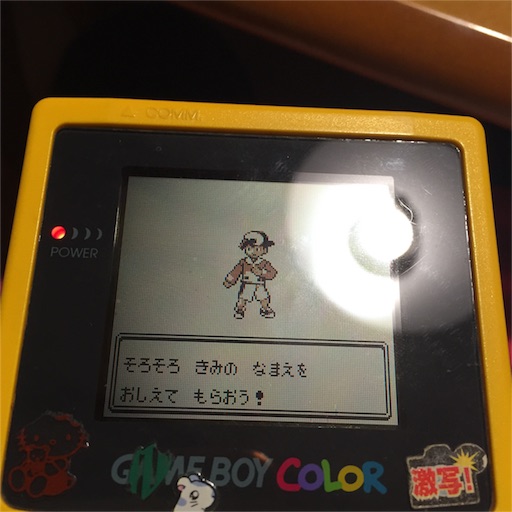 △ COMM.
POWER
そろそろ きみの なまえを
おしえて もらおう!
GAME BOY COLOR
激写!